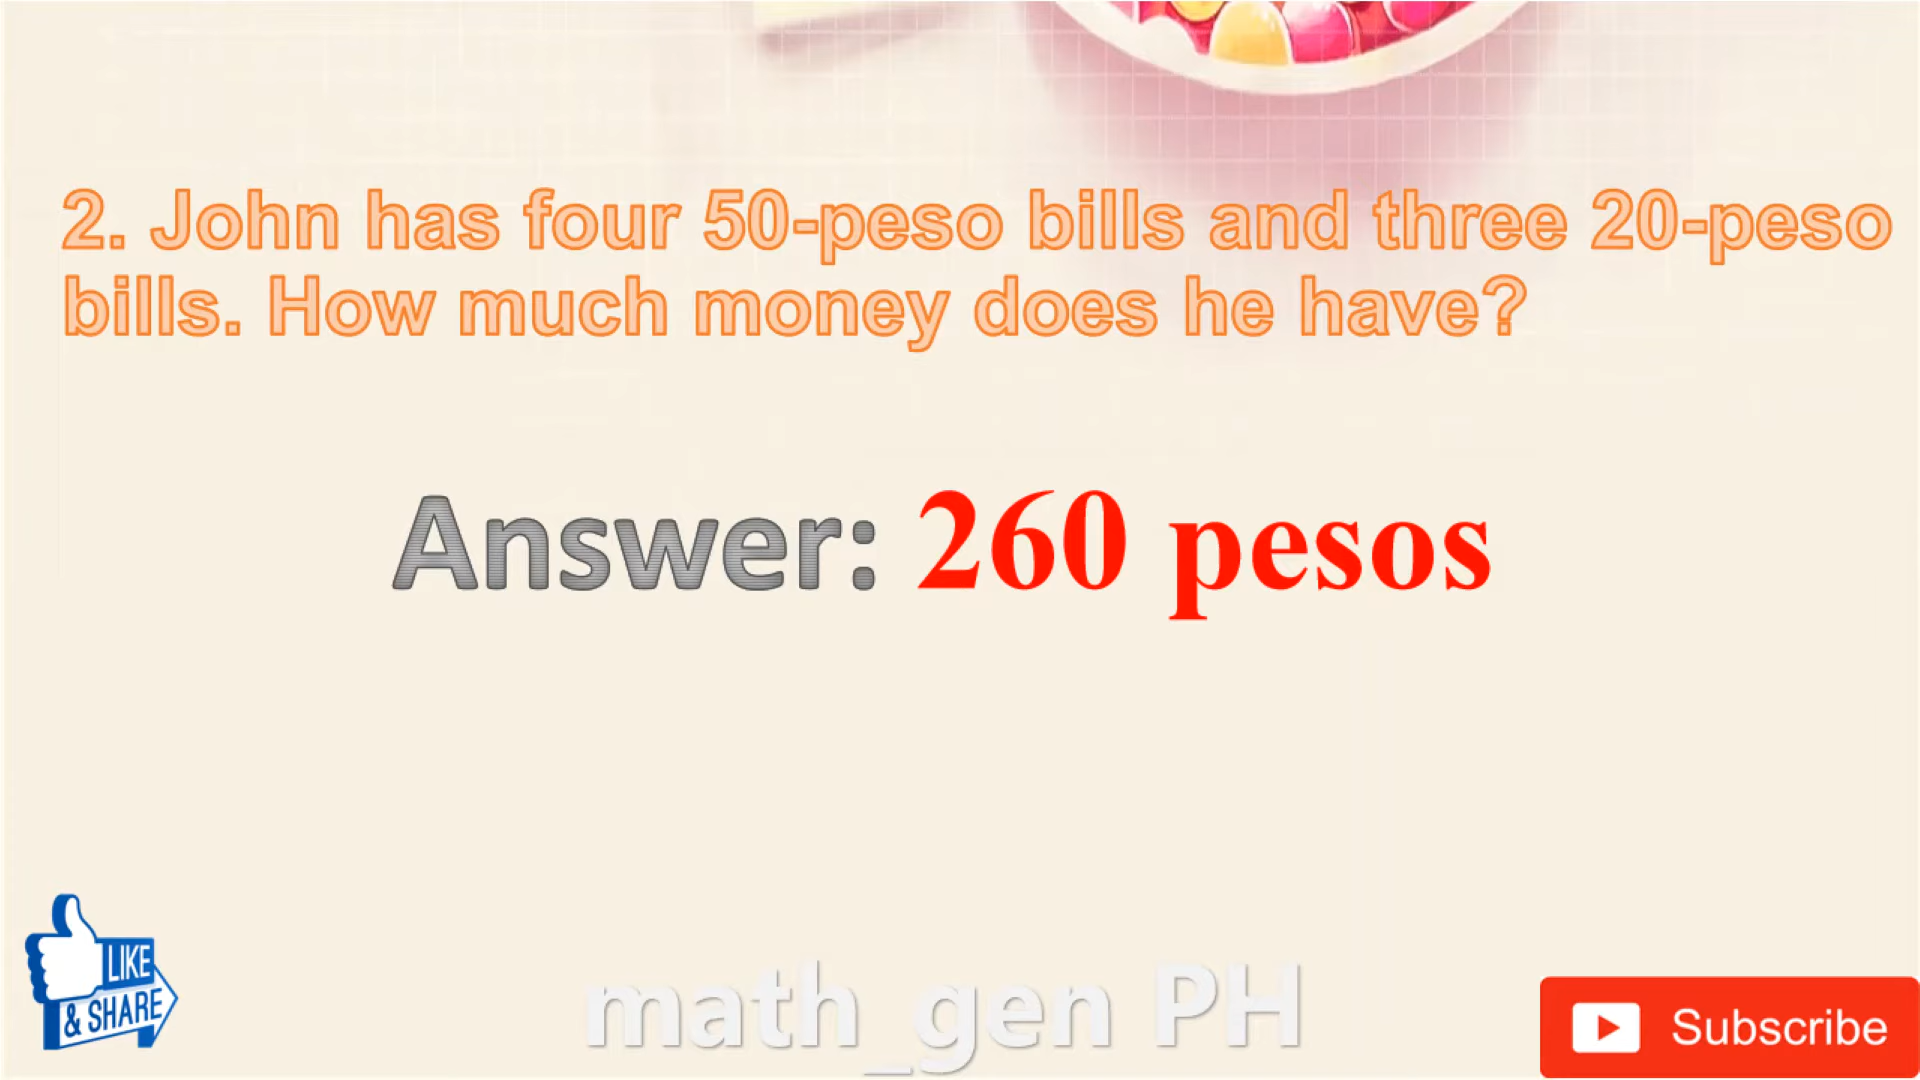 2. John has four 50-peso bills and three 20-peso
bills. How much money does he have?
Answer: 260 pesos
LIKE
& SHARE
math_gen PH
Subscribe